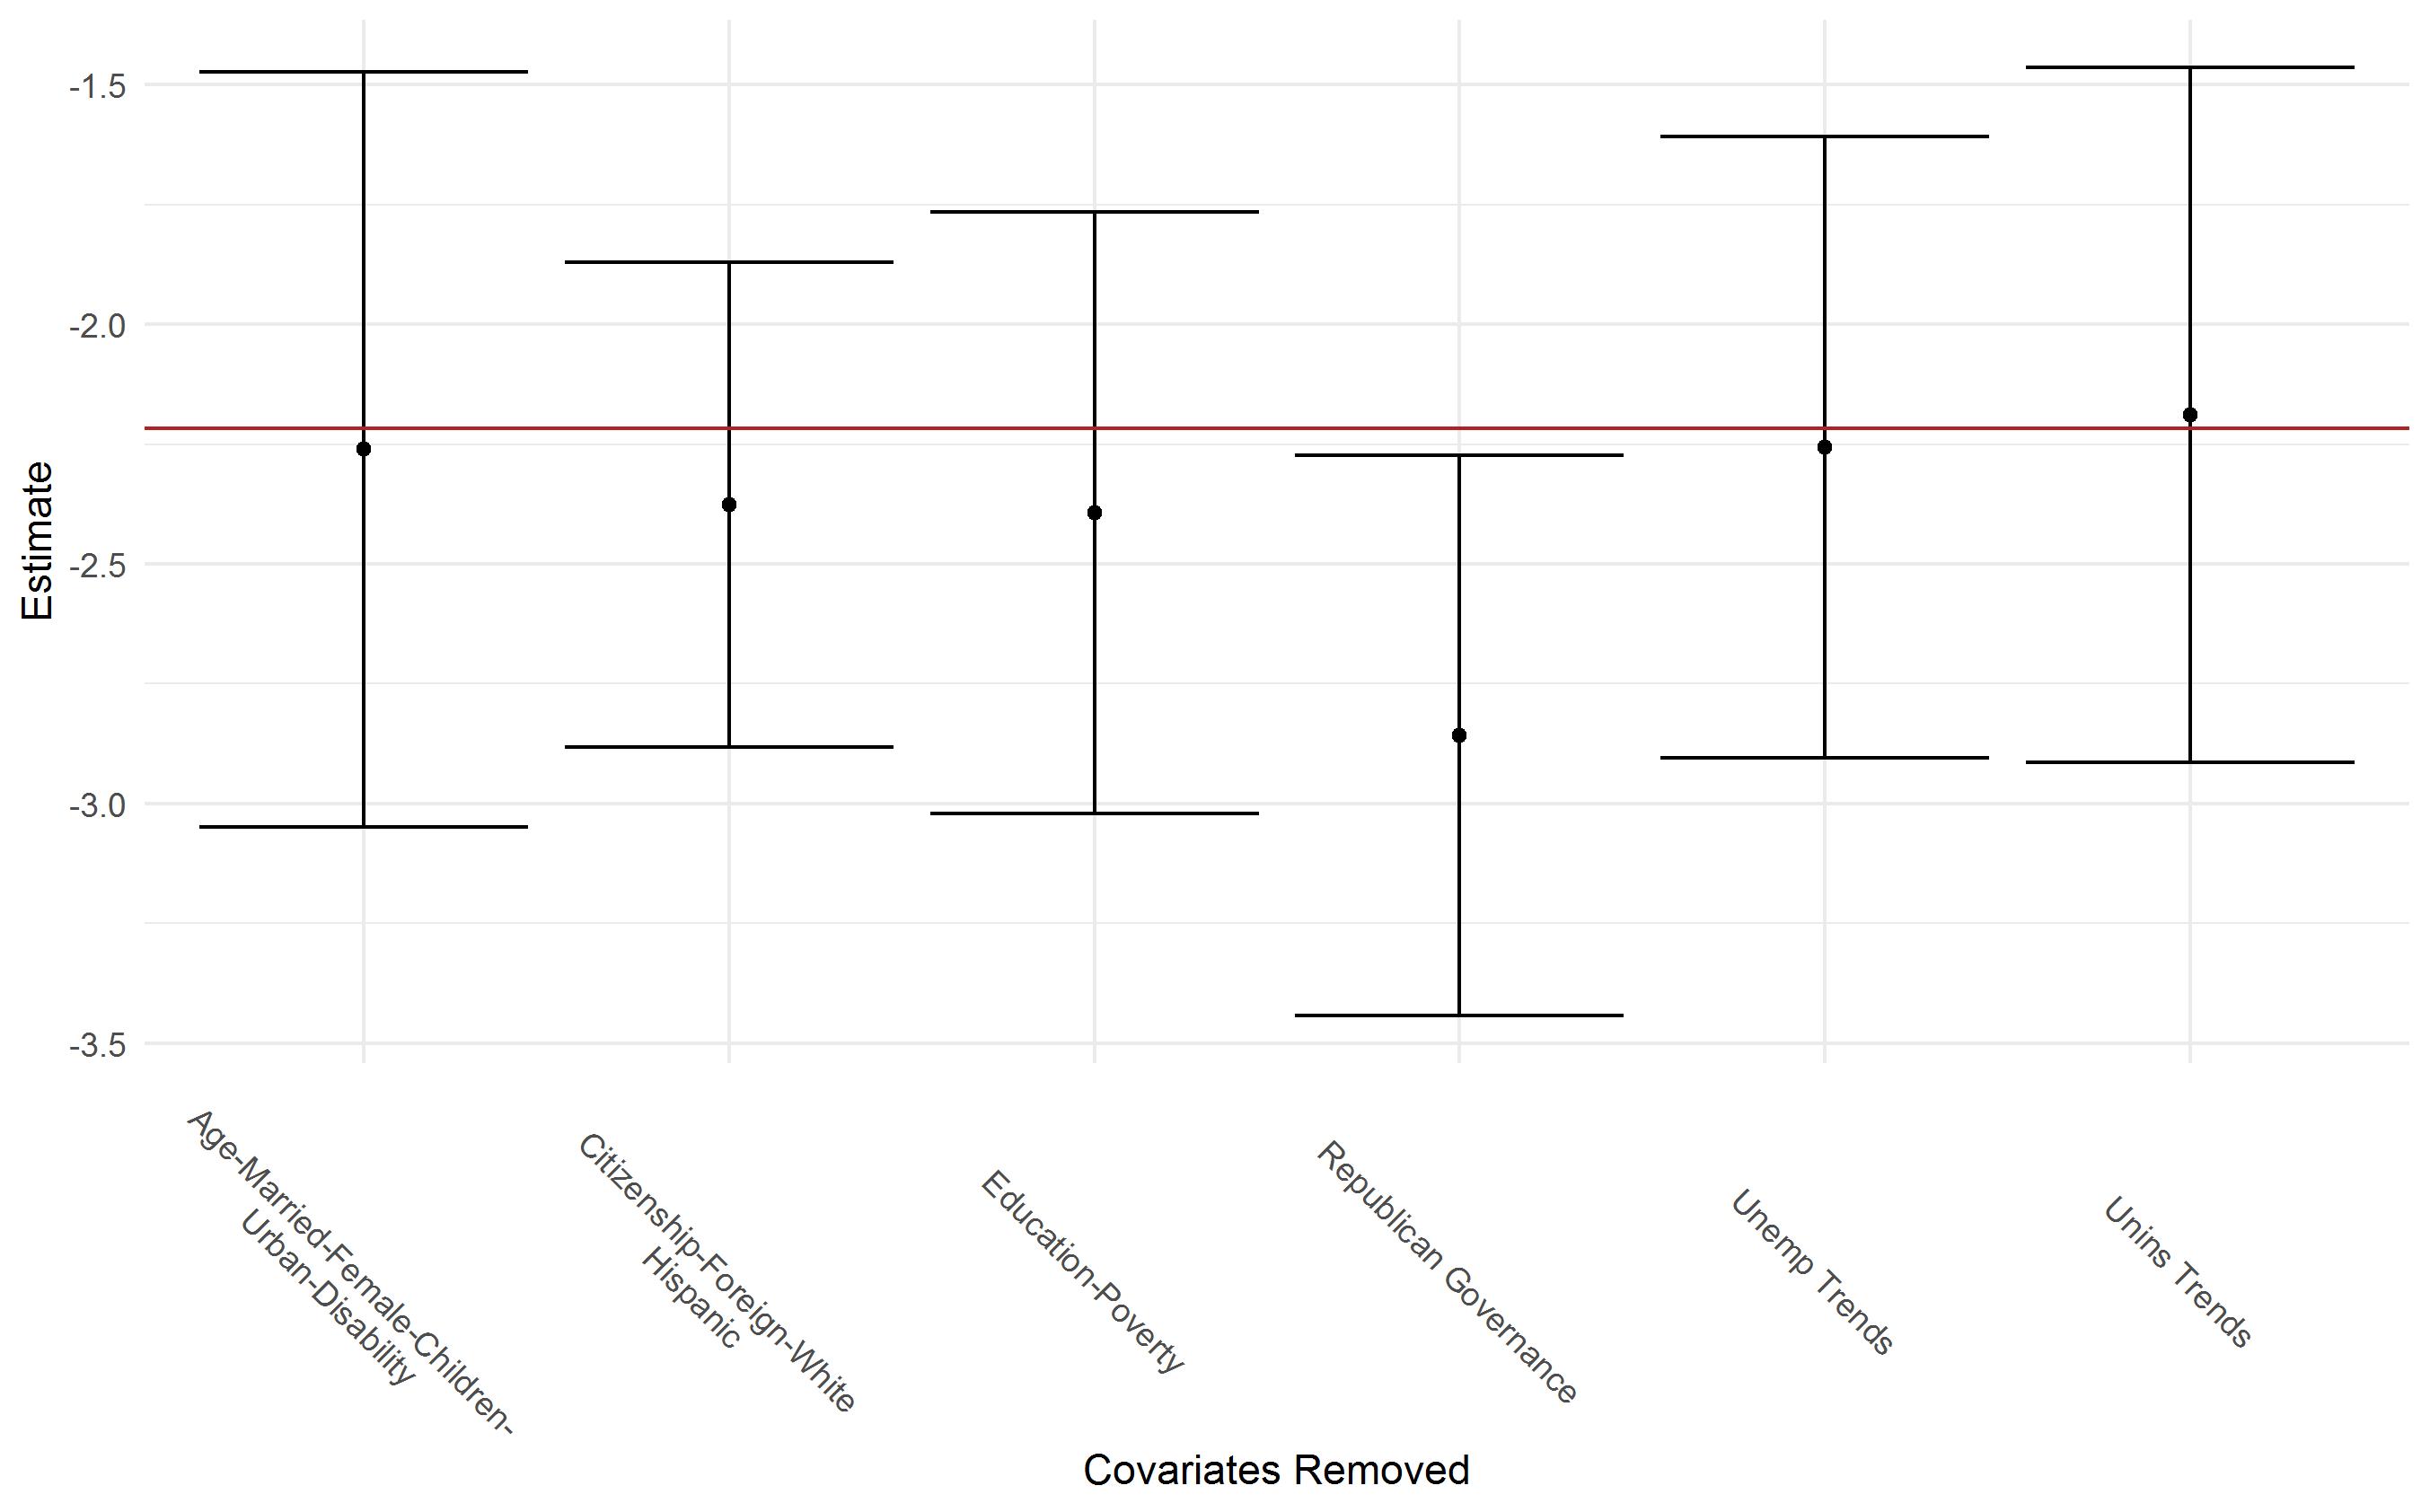 -1.5
-2.0
-2.5
-3.0
-3.5
Estimate
Age-Married-Female-Children-
Urban-Disability
Citizenship-Foreign-White
Hispanic
Education-Poverty
Republican Governance
Unemp Trends
Unins Trends
Covariates Removed